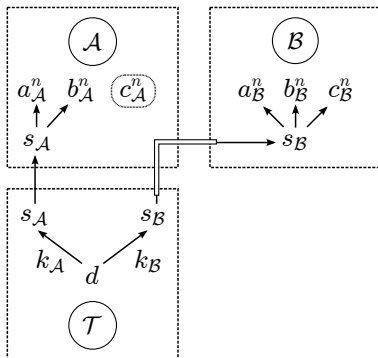 𝒜
ℬ
a^n_𝒜 b^n_𝒜 c^n_𝒜
a^n_ℬ b^n_ℬ c^n_ℬ
s_𝒜
s_ℬ
s_𝒜 s_ℬ
k_𝒜 k_ℬ
d
𝒯